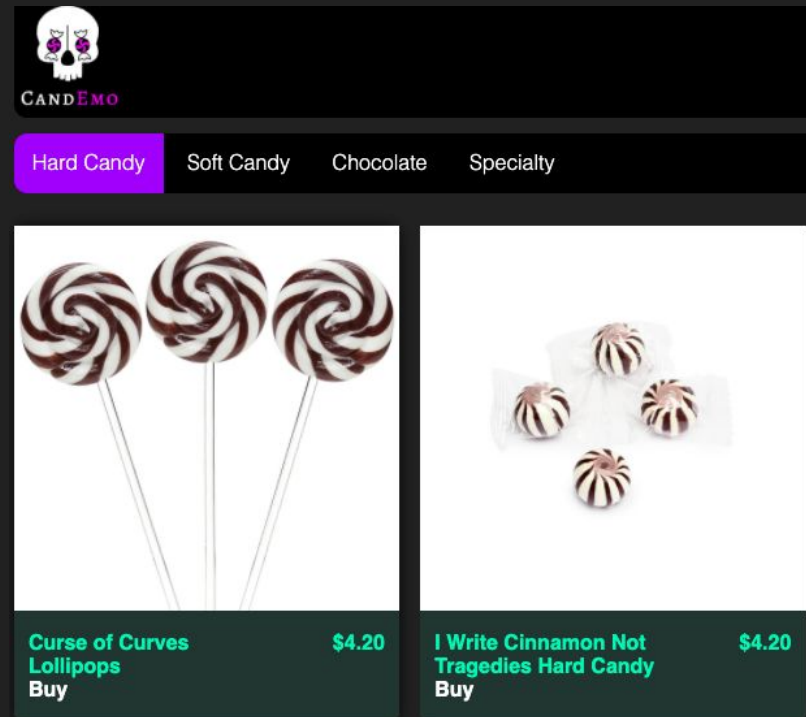 CANDEMO
Hard Candy Soft Candy Chocolate Specialty
Curse of Curves $4.20
Lollipops
Buy
I Write Cinnamon Not $4.20
Tragedies Hard Candy
Buy